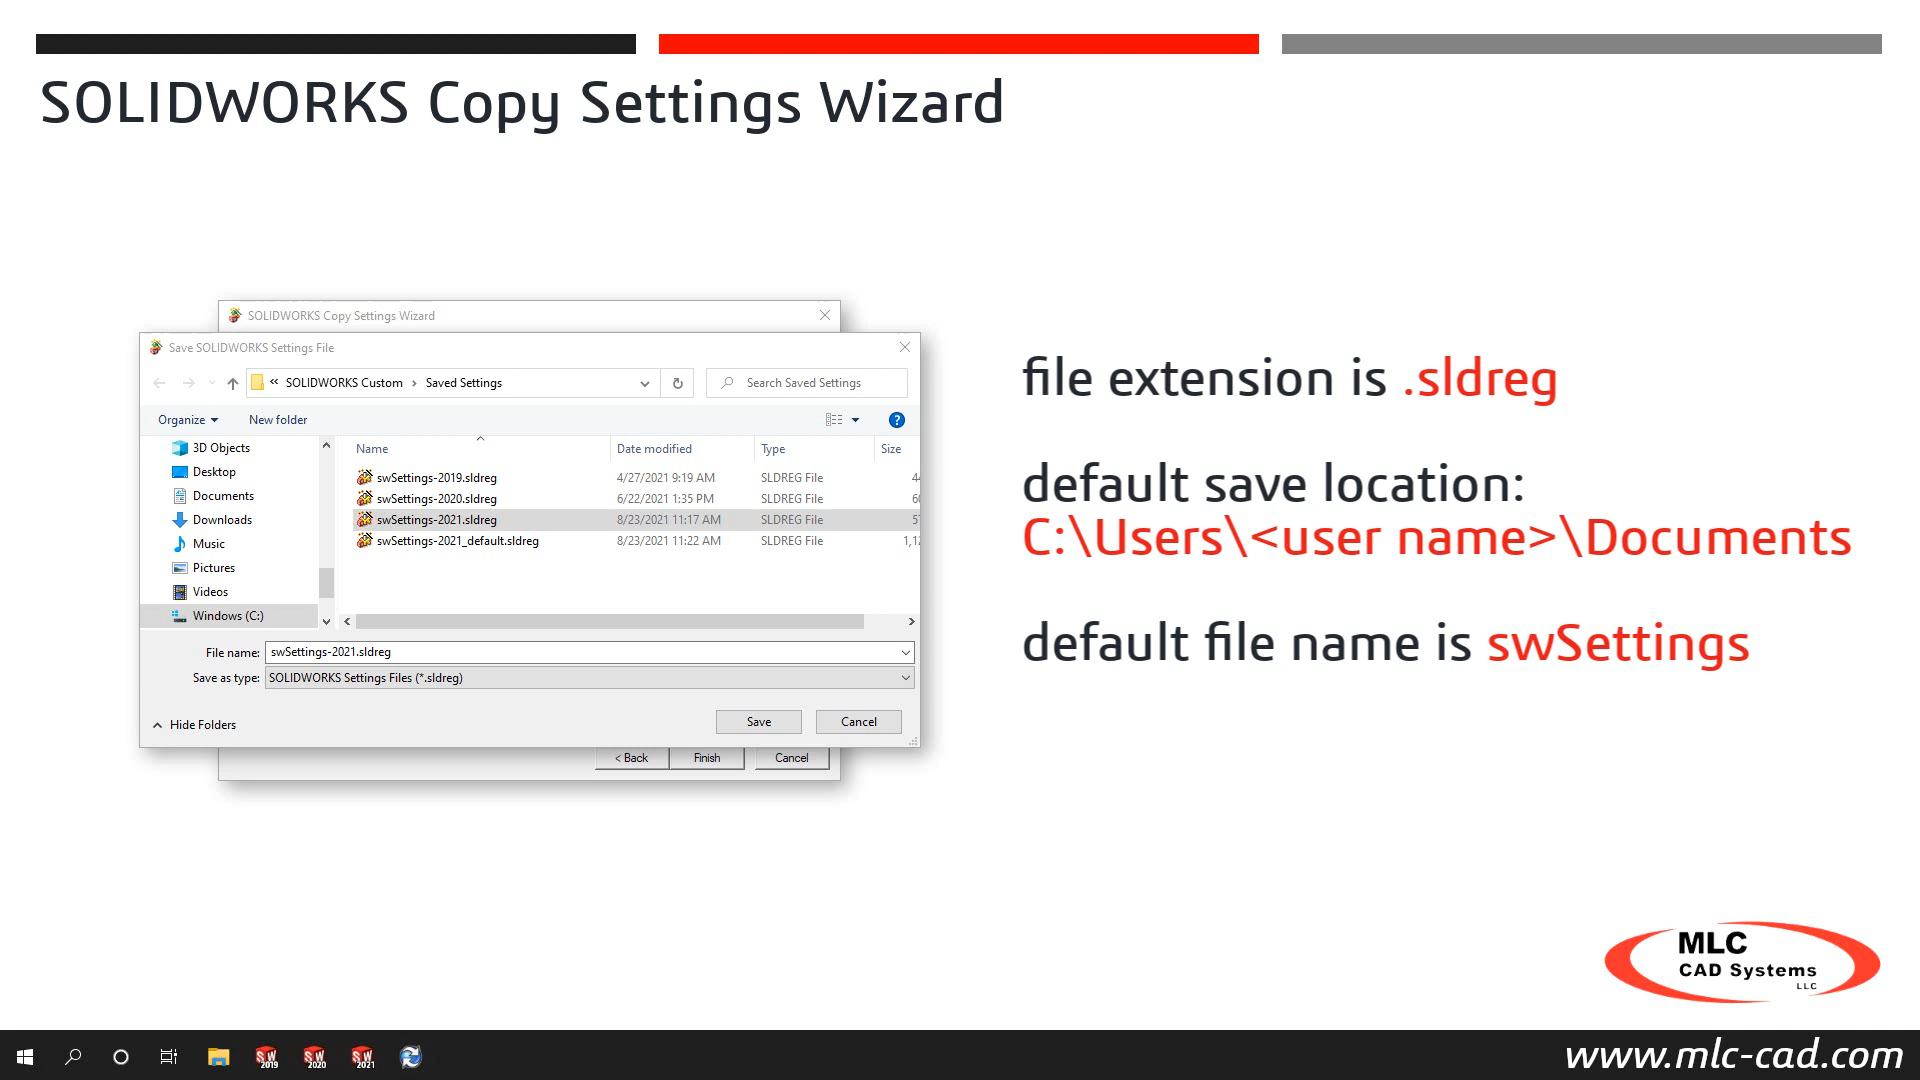 SOLIDWORKS Copy Settings Wizard
SOLIDWORKS Copy Settings Wizard
Save SOLIDWORKS Settings File
« SOLIDWORKS Custom › Saved Settings
Search Saved Settings
Organize
New folder
3D Objects
Desktop
Documents
Downloads
Music
Pictures
Videos
Windows (C:)
Name Date modified Type Size
swSettings-2019.sldreg 4/27/2021 9:19 AM SLDREG File
swSettings-2020.sldreg 6/22/2021 1:35 PM SLDREG File
swSettings-2021.sldreg 8/23/2021 11:17 AM SLDREG File
swSettings-2021_default.sldreg 8/23/2021 11:22 AM SLDREG File
File name: swSettings-2021.sldreg
Save as type: SOLIDWORKS Settings Files (*.sldreg)
Hide Folders
Save Cancel
< Back Finish Cancel
file extension is .sldreg
default save location:
C:\Users\<user name>\Documents
default file name is swSettings
MLC
CAD Systems
LLC
SW 2019
SW 2020
SW 2021
www.mlc-cad.com